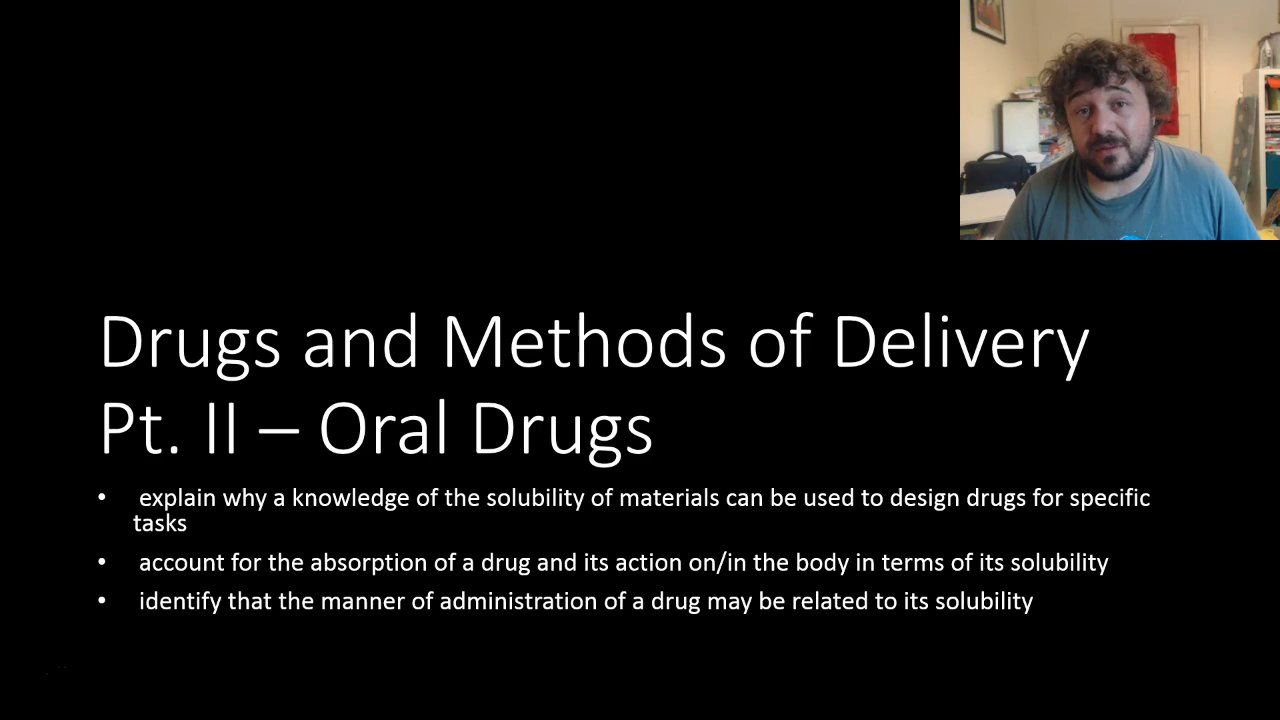 Drugs and Methods of Delivery
Pt. II – Oral Drugs
• explain why a knowledge of the solubility of materials can be used to design drugs for specific
tasks
• account for the absorption of a drug and its action on/in the body in terms of its solubility
• identify that the manner of administration of a drug may be related to its solubility